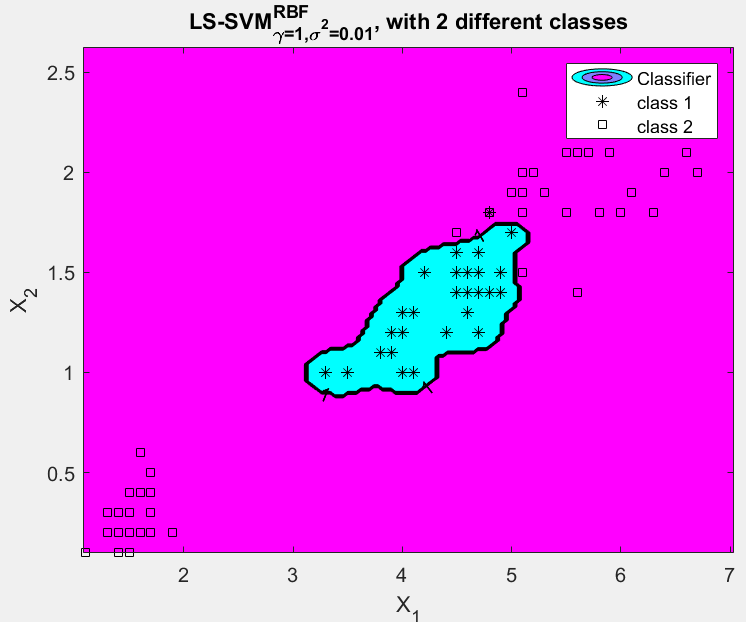 LS-SVM^RBF_γ=1,σ²=0.01, with 2 different classes
Classifier
class 1
class 2
2.5
2
1.5
1
0.5
2 3 4 5 6 7
X₂
X₁